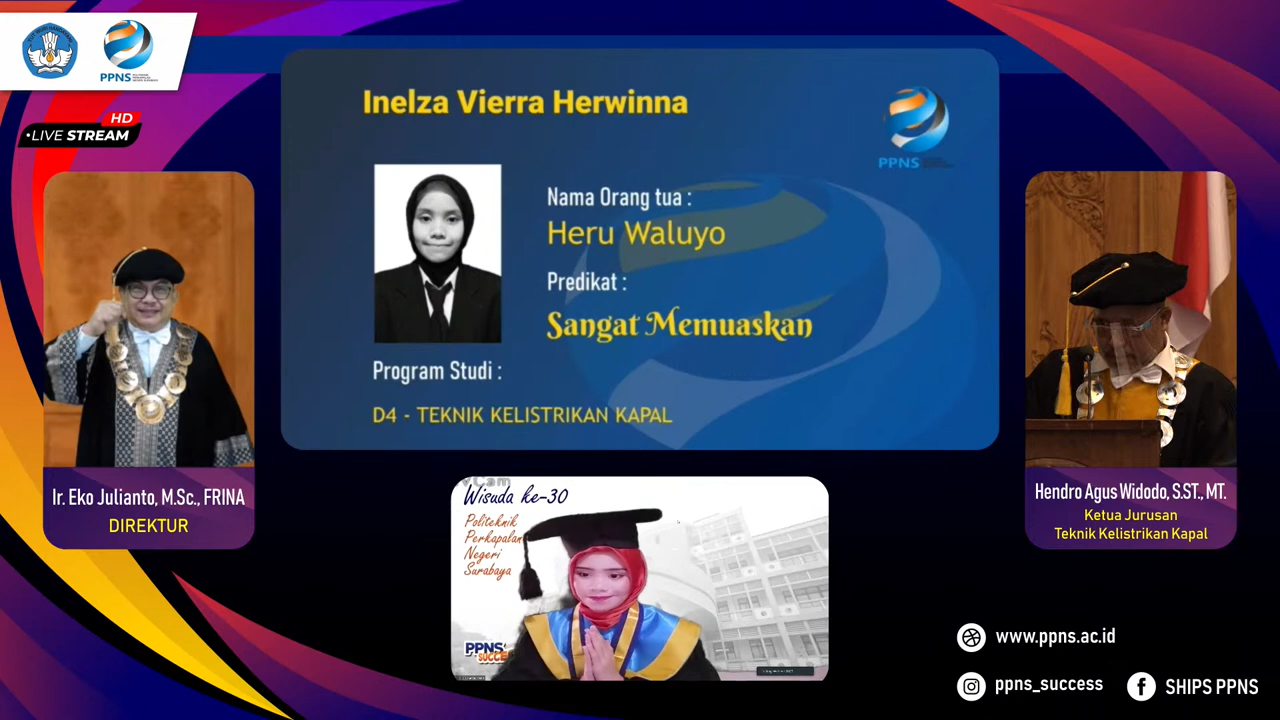 PPNS
HD
•LIVE STREAM
Inelza Vierra Herwinna
PPNS
Nama Orang tua :
Heru Waluyo
Predikat :
Sangat Memuaskan
Program Studi :
D4 - TEKNIK KELISTRIKAN KAPAL
Ir. Eko Julianto, M.Sc., FRINA
DIREKTUR
Hendro Agus Widodo, S.ST., MT.
Ketua Jurusan
Teknik Kelistrikan Kapal
Wisuda ke-30
Politeknik
Perkapalan
Negeri
Surabaya
PPNS
www.ppns.ac.id
ppns_success
SHIPS PPNS